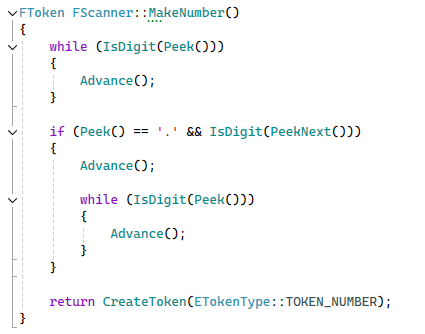 FToken FScanner::MakeNumber()
{
    while (IsDigit(Peek()))
    {
        Advance();
    }

    if (Peek() == '.' && IsDigit(PeekNext()))
    {
        Advance();

        while (IsDigit(Peek()))
        {
            Advance();
        }
    }

    return CreateToken(ETokenType::TOKEN_NUMBER);
}